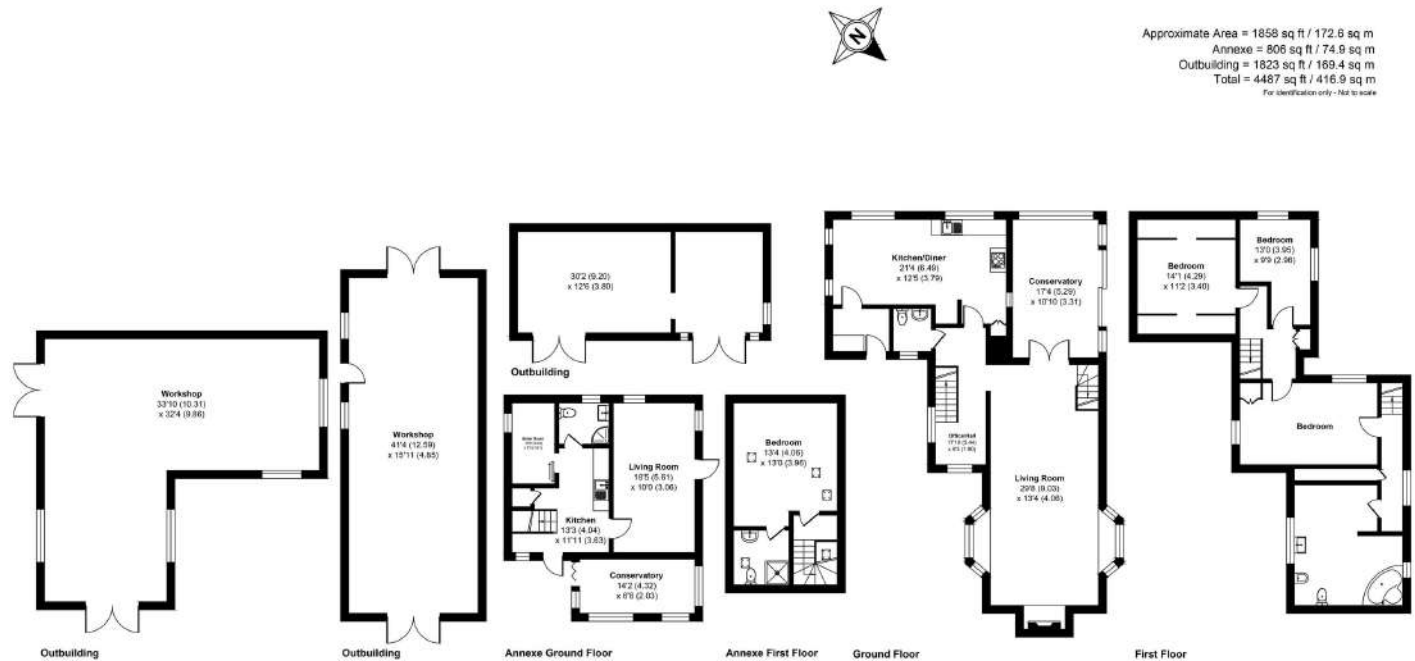 N
Approximate Area = 1858 sq ft / 172.6 sq m
Annexe = 806 sq ft / 74.9 sq m
Outbuilding = 1823 sq ft / 169.4 sq m
Total = 4487 sq ft / 416.9 sq m
For identification only - Not to scale
Workshop
33'10 (10.31)
x 32'4 (9.86)
Outbuilding
Workshop
41'4 (12.59)
x 15'11 (4.85)
Outbuilding
30'2 (9.20)
x 12'6 (3.80)
Outbuilding
Living Room
18'5 (5.61)
x 10'0 (3.06)
Kitchen
13'3 (4.04)
x 11'11 (3.63)
Conservatory
14'2 (4.32)
x 6'8 (2.03)
Annexe Ground Floor
Bedroom
13'4 (4.06)
x 13'0 (3.96)
Annexe First Floor
Kitchen/Diner
21'4 (6.49)
x 12'5 (3.79)
Conservatory
17'4 (5.29)
x 10'10 (3.31)
Office/Hall
Living Room
29'8 (9.03)
x 13'4 (4.06)
Ground Floor
Bedroom
14'1 (4.29)
x 11'2 (3.40)
Bedroom
13'0 (3.95)
x 9'9 (2.96)
Bedroom
First Floor